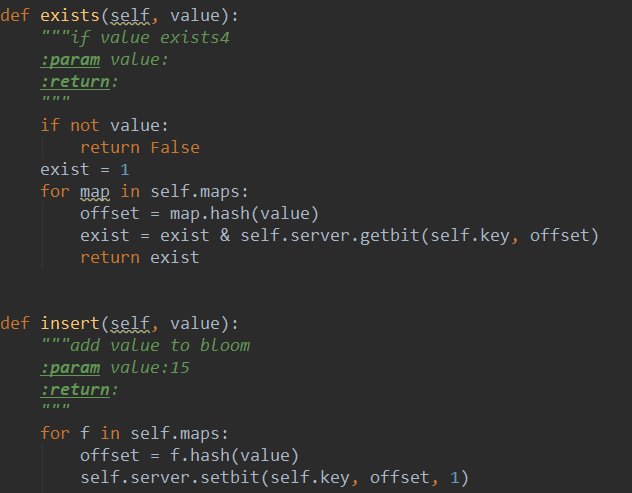 def exists(self, value):
    """if value exists4
    :param value:
    :return:
    """
    if not value:
        return False
    exist = 1
    for map in self.maps:
        offset = map.hash(value)
        exist = exist & self.server.getbit(self.key, offset)
        return exist
def insert(self, value):
    """add value to bloom
    :param value:15
    :return:
    """
    for f in self.maps:
        offset = f.hash(value)
        self.server.setbit(self.key, offset, 1)